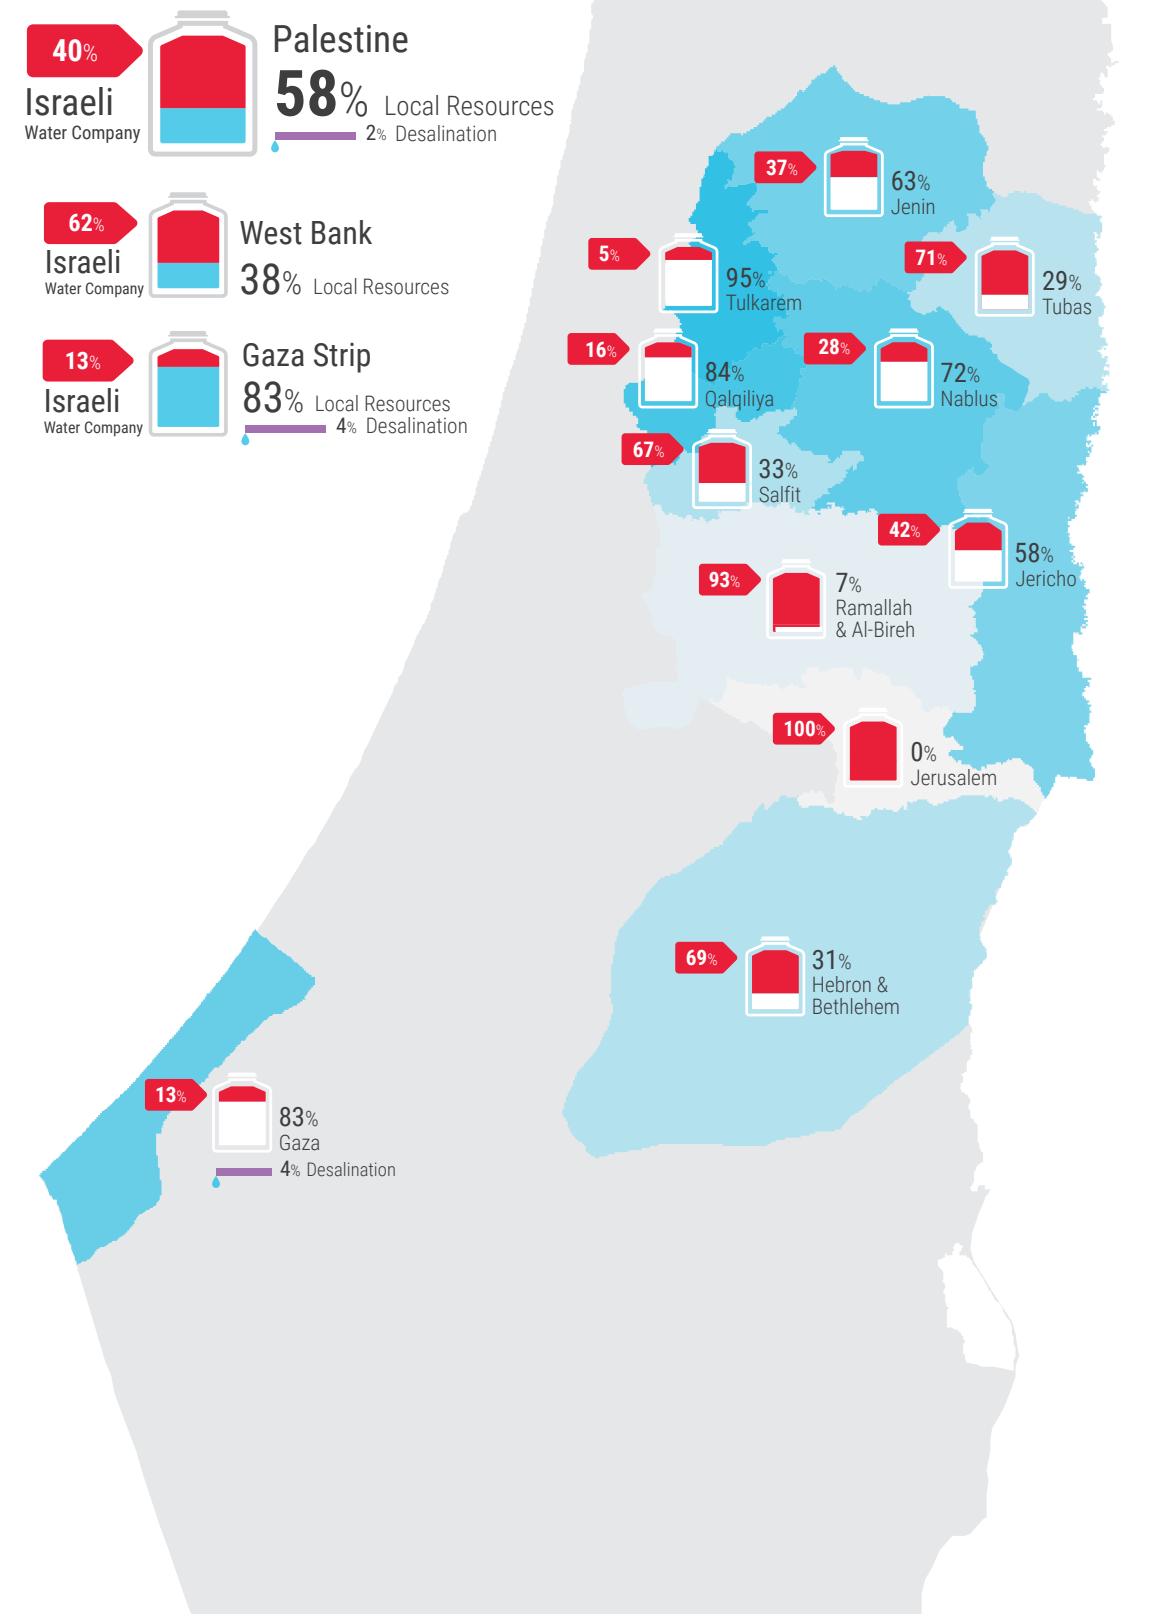 40%
Israeli
Water Company
Palestine
58% Local Resources
2% Desalination
62%
Israeli
Water Company
West Bank
38% Local Resources
13%
Israeli
Water Company
Gaza Strip
83% Local Resources
4% Desalination
37%
63%
Jenin
5%
95%
Tulkarem
71%
29%
Tubas
16%
84%
Qalqiliya
28%
72%
Nablus
67%
33%
Salfit
42%
58%
Jericho
93%
7%
Ramallah
& Al-Bireh
100%
0%
Jerusalem
69%
31%
Hebron &
Bethlehem
13%
83%
Gaza
4% Desalination